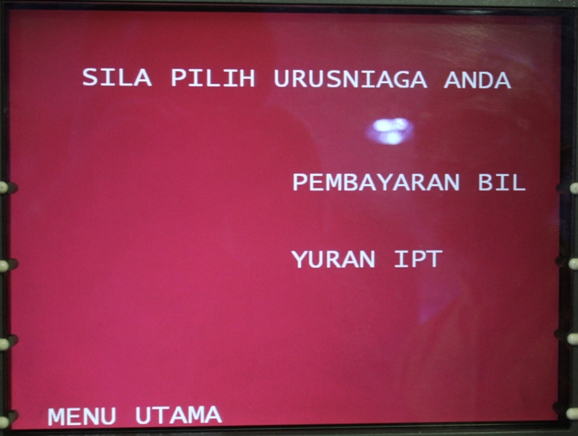 SILA PILIH URUSNIAGA ANDA
PEMBAYARAN BIL
YURAN IPT
MENU UTAMA